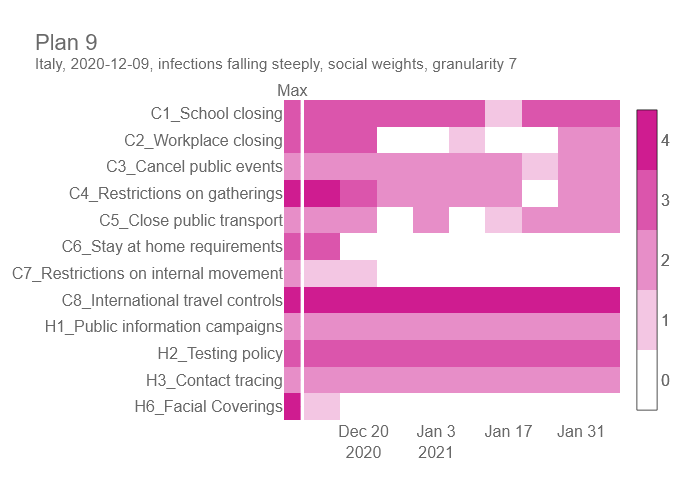 Plan 9
Italy, 2020-12-09, infections falling steeply, social weights, granularity 7
Max
C1_School closing
C2_Workplace closing
C3_Cancel public events
C4_Restrictions on gatherings
C5_Close public transport
C6_Stay at home requirements
C7_Restrictions on internal movement
C8_International travel controls
H1_Public information campaigns
H2_Testing policy
H3_Contact tracing
H6_Facial Coverings
4
3
2
1
0
Dec 20 Jan 3 Jan 17 Jan 31
2020 2021